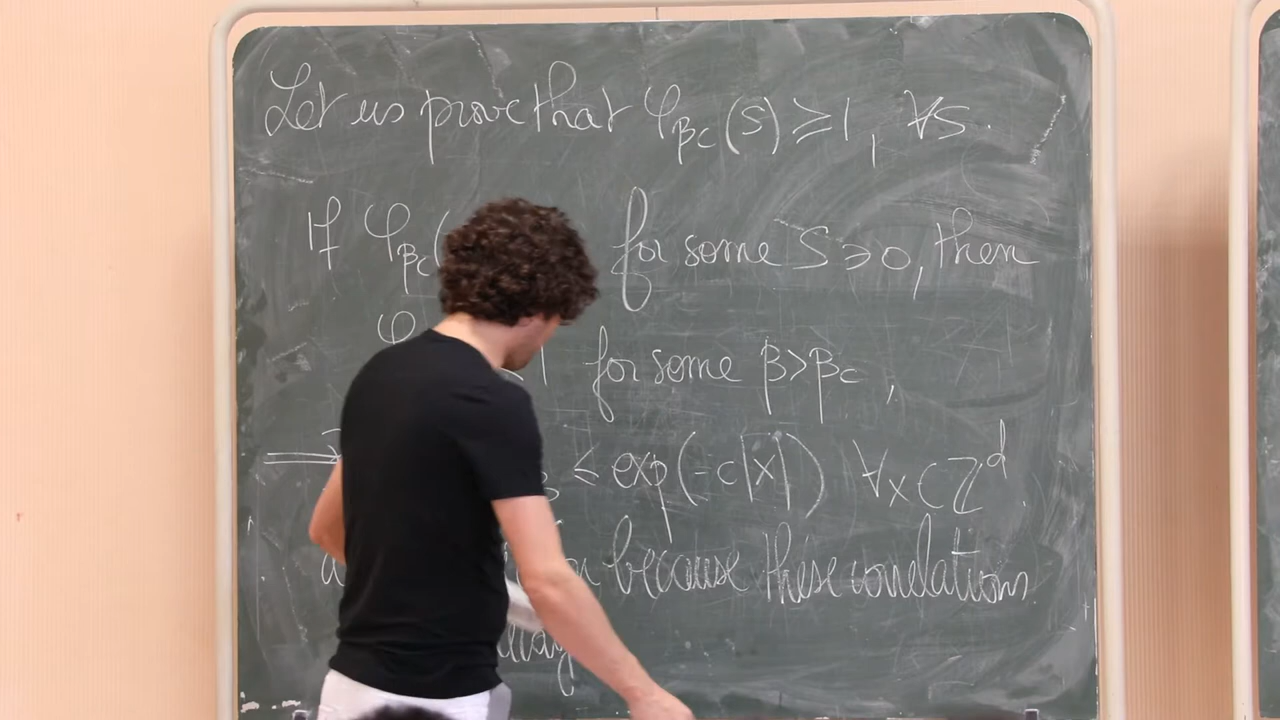 Let us prove that φ_βc(S) ≥ 1, ∀S.
If φ_βc( for some S ∋ 0, then
φ < 1 for some β > βc,
⟹ ≤ exp(-c|x|) ∀x ∈ ℤ^d.
because these correlations